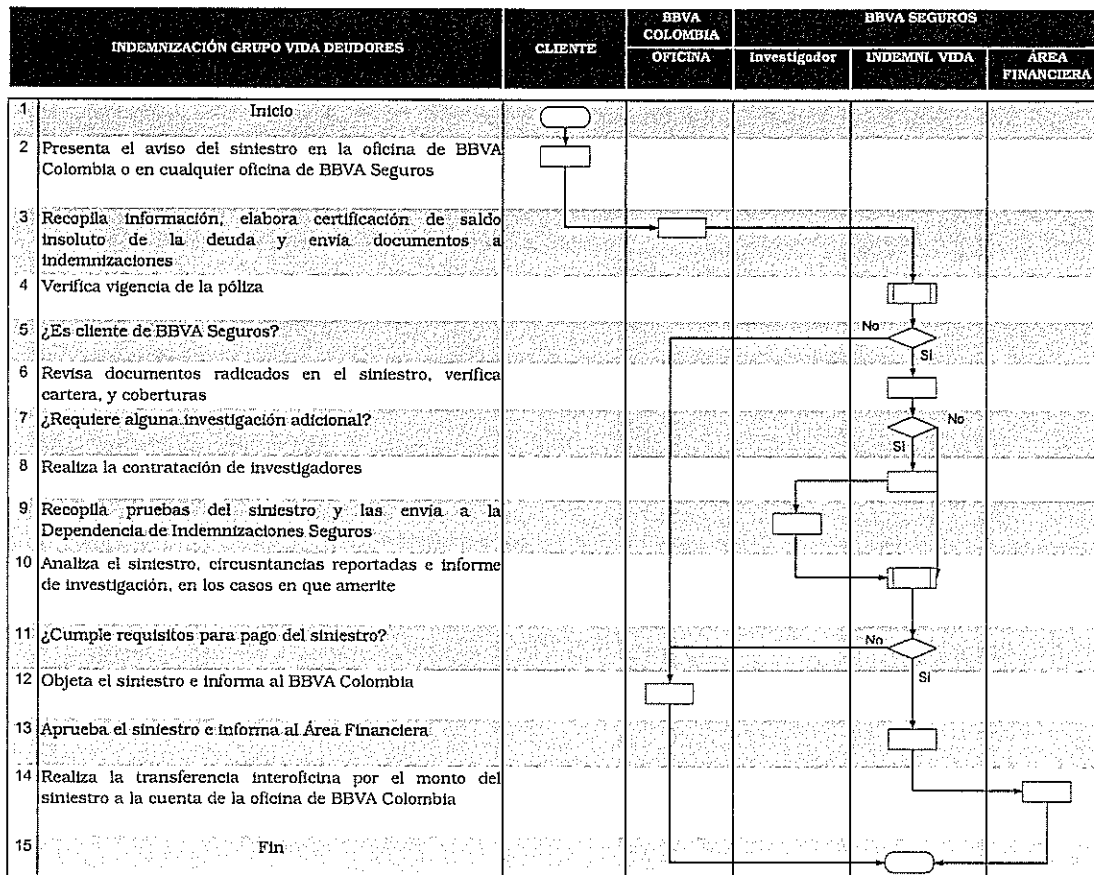 INDEMNIZACIÓN GRUPO VIDA DEUDORES
CLIENTE
BBVA COLOMBIA
OFICINA
BBVA SEGUROS
Investigador
INDEMNI. VIDA
ÁREA FINANCIERA
1 Inicio
2 Presenta el aviso del siniestro en la oficina de BBVA
Colombia o en cualquier oficina de BBVA Seguros
3 Recopila información, elabora certificación de saldo
insoluto de la deuda y envía documentos a
indemnizaciones
4 Verifica vigencia de la póliza
5 ¿Es cliente de BBVA Seguros?
No
Sí
6 Revisa documentos radicados en el siniestro, verifica
cartera, y coberturas
7 ¿Requiere alguna investigación adicional?
No
Sí
8 Realiza la contratación de investigadores
9 Recopila pruebas del siniestro y las envía a la
Dependencia de Indemnizaciones Seguros
10 Analiza el siniestro, circusntancias reportadas e informe
de investigación, en los casos en que amerite
11 ¿Cumple requisitos para pago del siniestro?
No
Sí
12 Objeta el siniestro e informa al BBVA Colombia
13 Aprueba el siniestro e informa al Área Financiera
14 Realiza la transferencia interoficina por el monto del
siniestro a la cuenta de la oficina de BBVA Colombia
15 Fin